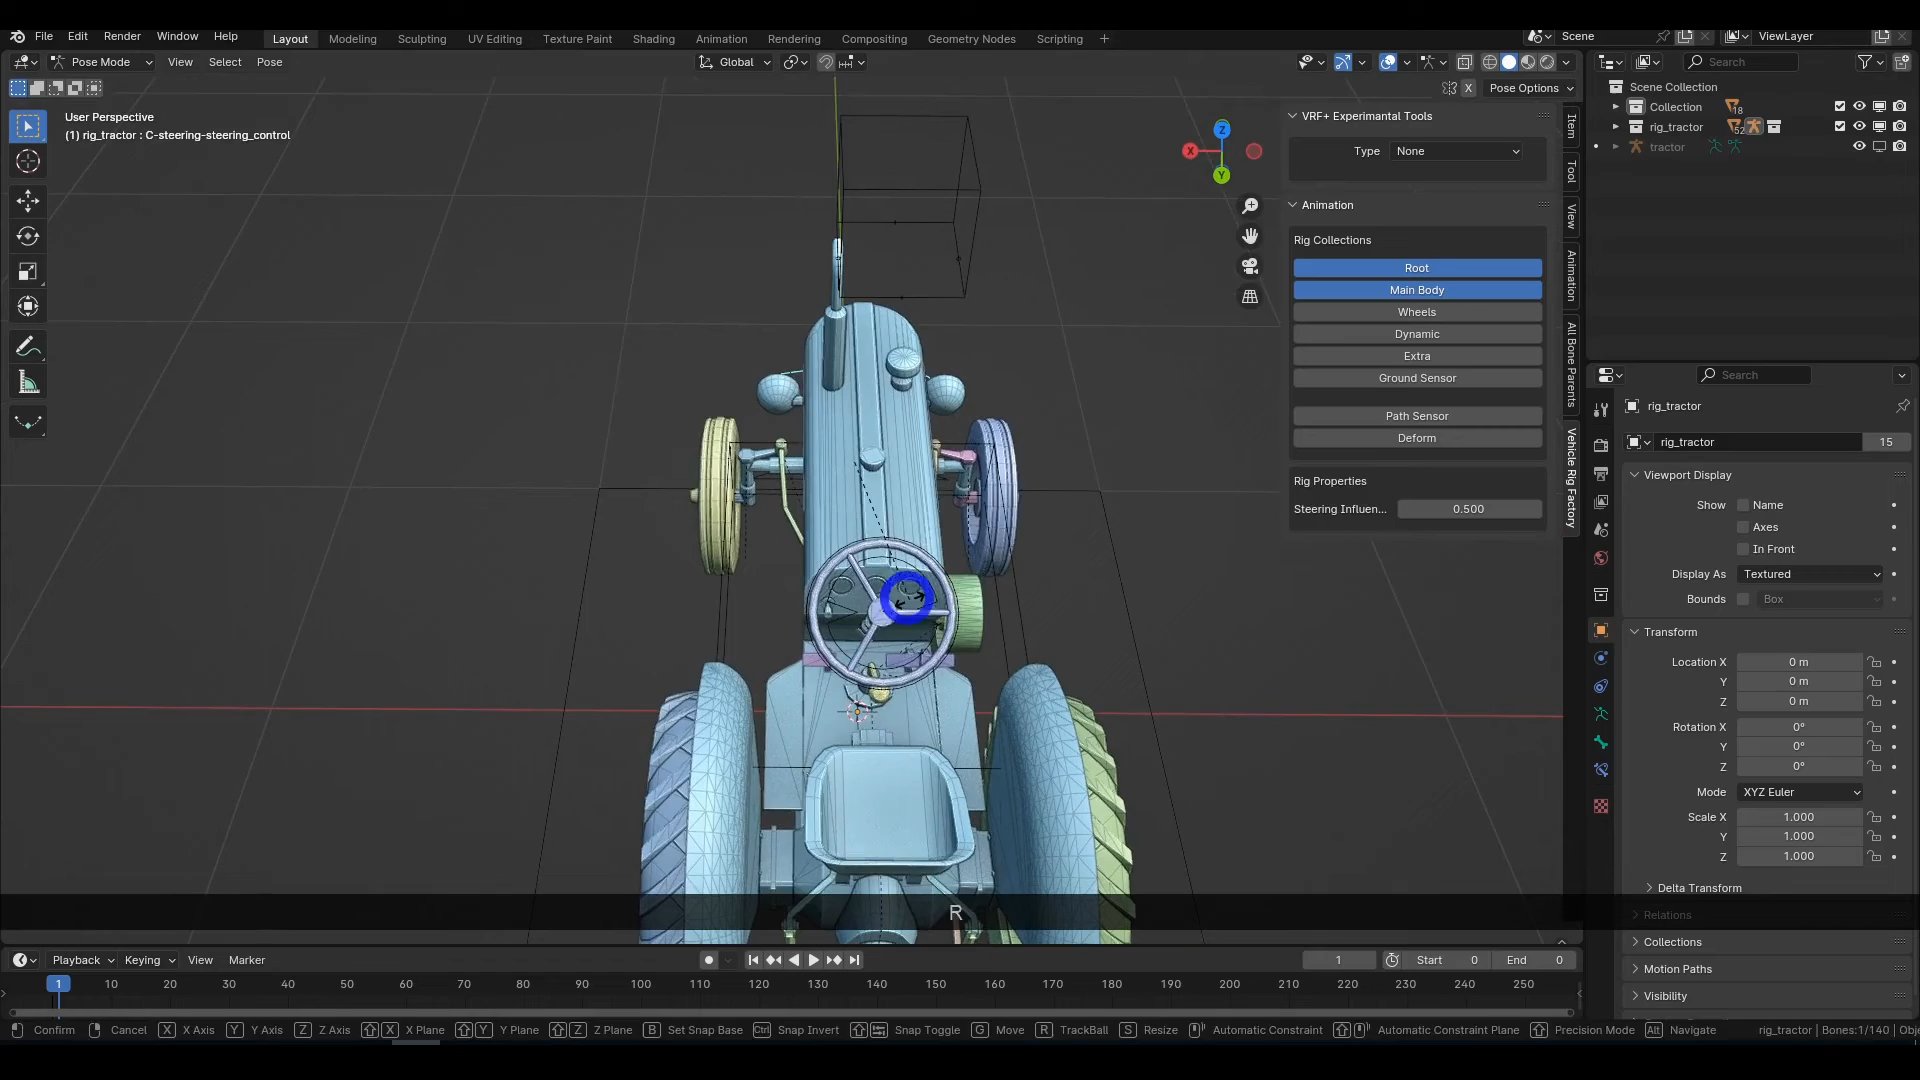 File Edit Render Window Help Layout Modeling Sculpting UV Editing Texture Paint Shading Animation Rendering Compositing Geometry Nodes Scripting + Scene ViewLayer
Pose Mode View Select Pose Global Search
X Pose Options
User Perspective
(1) rig_tractor : C-steering-steering_control
Z
X
Y
VRF+ Experimantal Tools
Type None
Animation
Rig Collections
Root
Main Body
Wheels
Dynamic
Extra
Ground Sensor
Path Sensor
Deform
Rig Properties
Steering Influen... 0.500
Item
Tool
View
Animation
All Bone Parents
Vehicle Rig Factory
Scene Collection
Collection 18
rig_tractor 52
tractor
Search
rig_tractor
rig_tractor 15
Viewport Display
Show Name
Axes
In Front
Display As Textured
Bounds Box
Transform
Location X 0 m
Y 0 m
Z 0 m
Rotation X 0°
Y 0°
Z 0°
Mode XYZ Euler
Scale X 1.000
Y 1.000
Z 1.000
Delta Transform
Relations
Collections
Motion Paths
Visibility
R
Playback Keying View Marker 1 Start 0 End 0
1 10 20 30 40 50 60 70 80 90 100 110 120 130 140 150 160 170 180 190 200 210 220 230 240 250
Confirm Cancel X X Axis Y Y Axis Z Z Axis X X Plane Y Y Plane Z Z Plane B Set Snap Base Ctrl Snap Invert Snap Toggle G Move R TrackBall S Resize Automatic Constraint Automatic Constraint Plane Precision Mode Alt Navigate rig_tractor | Bones:1/140 | Obj